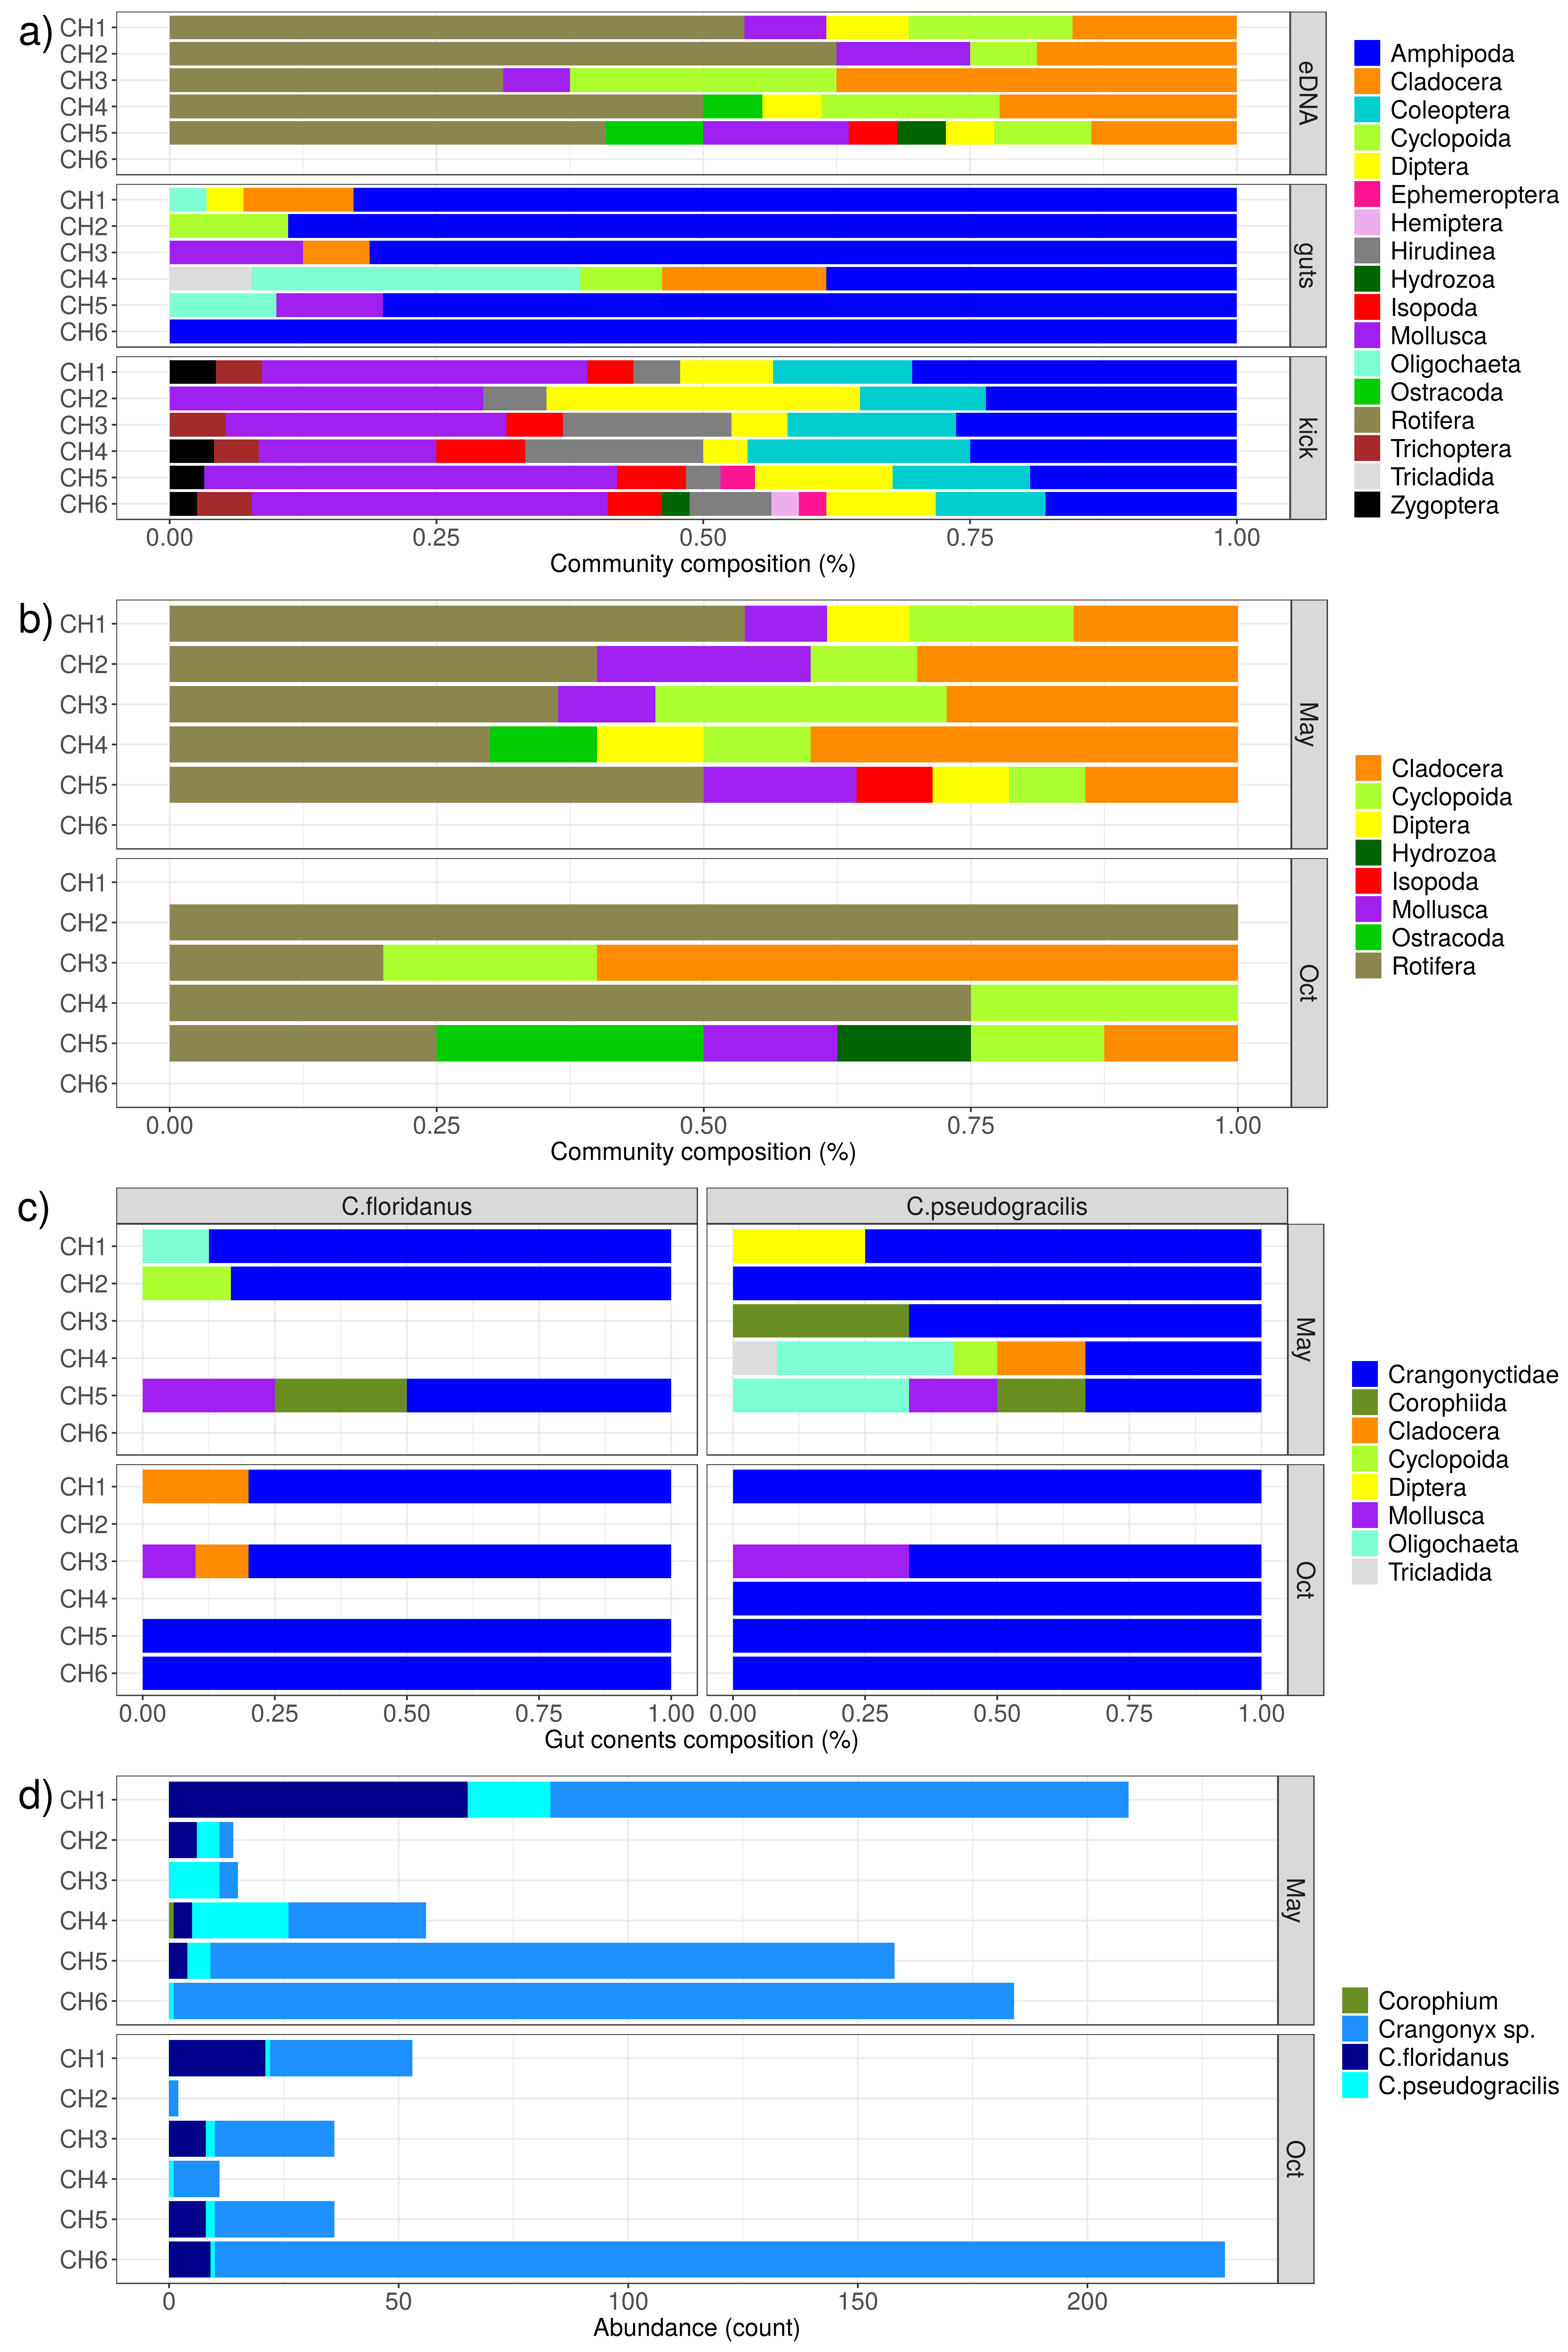 a)
CH1
CH2
CH3
CH4
CH5
CH6
eDNA
CH1
CH2
CH3
CH4
CH5
CH6
guts
CH1
CH2
CH3
CH4
CH5
CH6
kick
0.00 0.25 0.50 0.75 1.00
Community composition (%)
Amphipoda
Cladocera
Coleoptera
Cyclopoida
Diptera
Ephemeroptera
Hemiptera
Hirudinea
Hydrozoa
Isopoda
Mollusca
Oligochaeta
Ostracoda
Rotifera
Trichoptera
Tricladida
Zygoptera
b)
CH1
CH2
CH3
CH4
CH5
CH6
May
CH1
CH2
CH3
CH4
CH5
CH6
Oct
0.00 0.25 0.50 0.75 1.00
Community composition (%)
Cladocera
Cyclopoida
Diptera
Hydrozoa
Isopoda
Mollusca
Ostracoda
Rotifera
c)
C.floridanus C.pseudogracilis
CH1
CH2
CH3
CH4
CH5
CH6
May
CH1
CH2
CH3
CH4
CH5
CH6
Oct
0.00 0.25 0.50 0.75 1.00 0.00 0.25 0.50 0.75 1.00
Gut conents composition (%)
Crangonyctidae
Corophiida
Cladocera
Cyclopoida
Diptera
Mollusca
Oligochaeta
Tricladida
d)
CH1
CH2
CH3
CH4
CH5
CH6
May
CH1
CH2
CH3
CH4
CH5
CH6
Oct
0 50 100 150 200
Abundance (count)
Corophium
Crangonyx sp.
C.floridanus
C.pseudogracilis